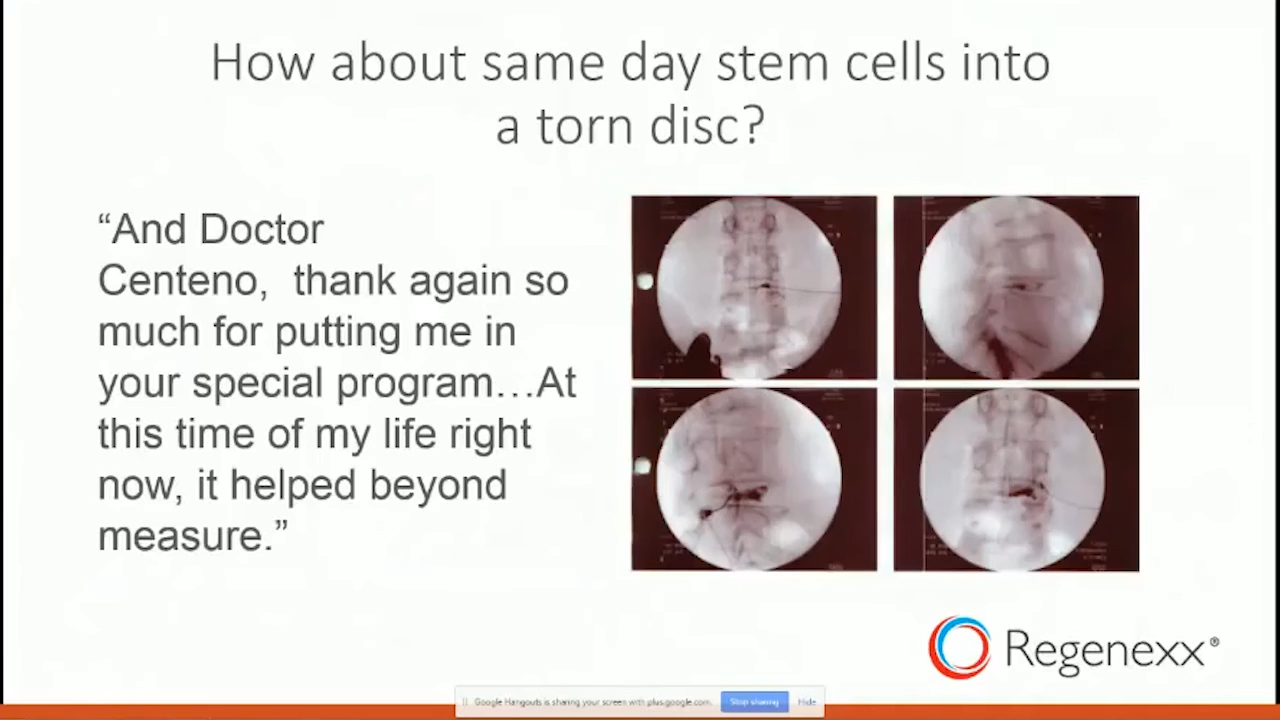 How about same day stem cells into
a torn disc?
“And Doctor
Centeno,  thank again so
much for putting me in
your special program…At
this time of my life right
now, it helped beyond
measure.”
Regenexx®
Google Hangouts is sharing your screen with plus.google.com.
Stop sharing
Hide